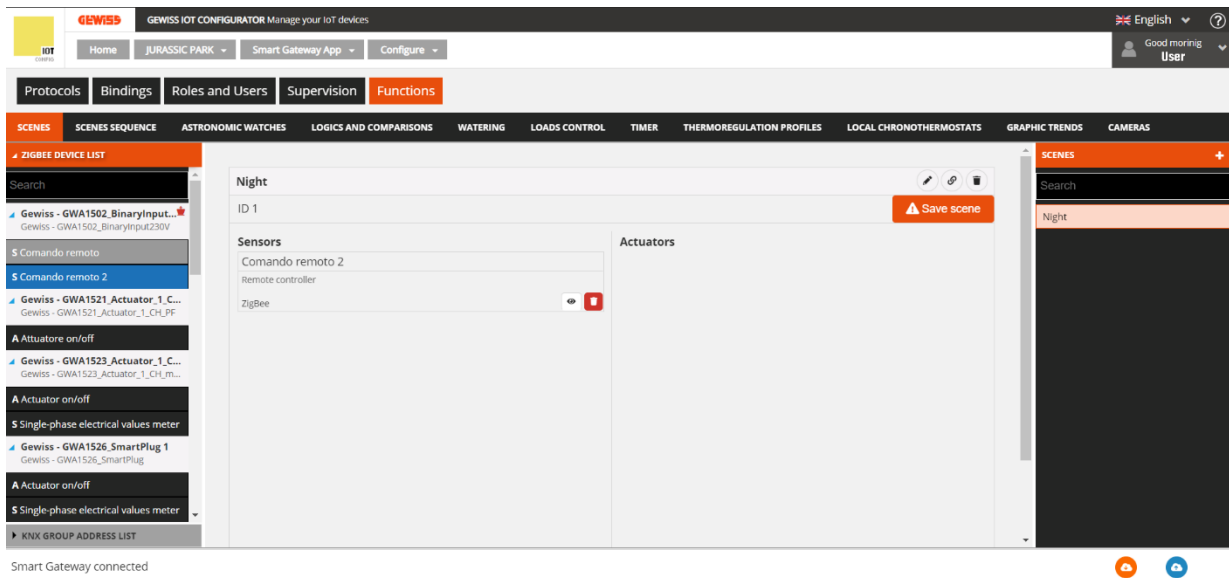 GEWISS
GEWISS IOT CONFIGURATOR Manage your IoT devices
English
?
IOT
CONFIG
Home
JURASSIC PARK
Smart Gateway App
Configure
Good morinig
User
Protocols
Bindings
Roles and Users
Supervision
Functions
SCENES
SCENES SEQUENCE
ASTRONOMIC WATCHES
LOGICS AND COMPARISONS
WATERING
LOADS CONTROL
TIMER
THERMOREGULATION PROFILES
LOCAL CHRONOTHERMOSTATS
GRAPHIC TRENDS
CAMERAS
ZIGBEE DEVICE LIST
Search
Gewiss - GWA1502_BinaryInput...
Gewiss - GWA1502_BinaryInput230V
S Comando remoto
S Comando remoto 2
Gewiss - GWA1521_Actuator_1_C...
Gewiss - GWA1521_Actuator_1_CH_PF
A Attuatore on/off
Gewiss - GWA1523_Actuator_1_C...
Gewiss - GWA1523_Actuator_1_CH_m...
A Actuator on/off
S Single-phase electrical values meter
Gewiss - GWA1526_SmartPlug 1
Gewiss - GWA1526_SmartPlug
A Actuator on/off
S Single-phase electrical values meter
KNX GROUP ADDRESS LIST
Night
ID 1
Save scene
Sensors
Comando remoto 2
Remote controller
ZigBee
Actuators
SCENES
+
Search
Night
Smart Gateway connected